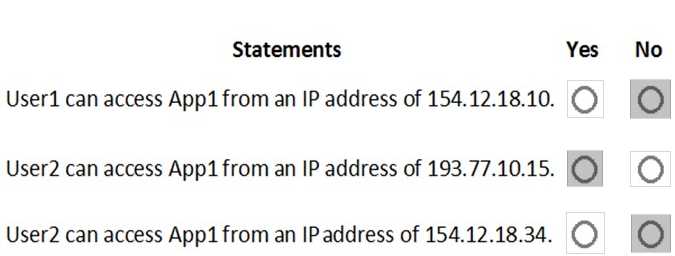 Statements Yes No
User1 can access App1 from an IP address of 154.12.18.10.
User2 can access App1 from an IP address of 193.77.10.15.
User2 can access App1 from an IP address of 154.12.18.34.